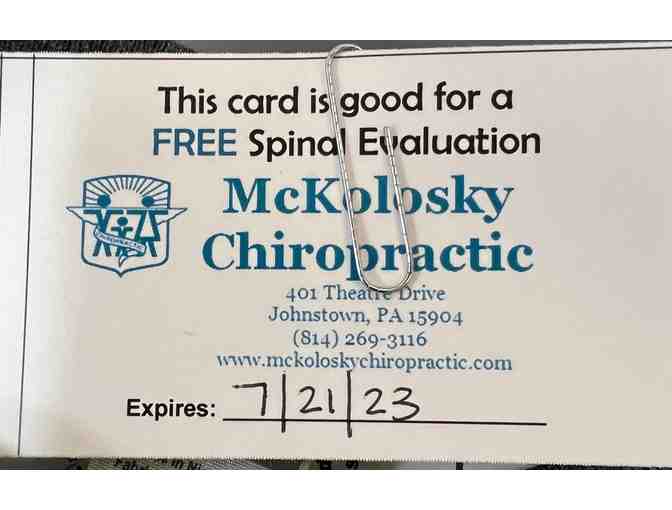 This card is good for a
FREE Spinal Evaluation
McKolosky
Chiropractic
CHIROPRACTIC
401 Theatre Drive
Johnstown, PA 15904
(814) 269-3116
www.mckoloskychiropractic.com
Expires: 7/21/23